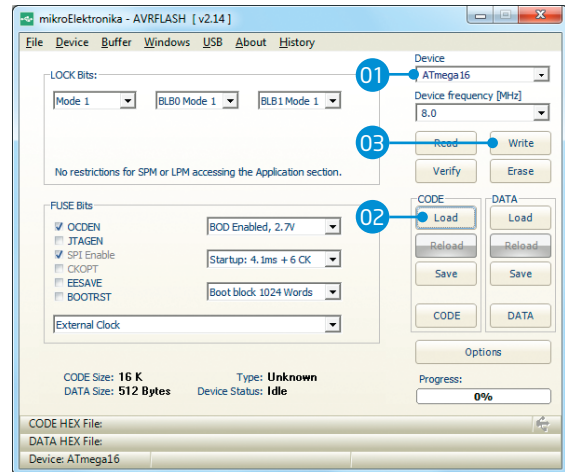 mikroElektronika - AVRFLASH [ v2.14 ]
File Device Buffer Windows USB About History
LOCK Bits:
Mode 1
BLB0 Mode 1
BLB1 Mode 1
No restrictions for SPM or LPM accessing the Application section.
FUSE Bits
OCDEN
JTAGEN
SPI Enable
CKOPT
EESAVE
BOOTRST
BOD Enabled, 2.7V
Startup: 4.1ms + 6 CK
Boot block 1024 Words
External Clock
CODE Size: 16 K
DATA Size: 512 Bytes
Type: Unknown
Device Status: Idle
Device
01
ATmega16
Device frequency [MHz]
8.0
03
Read
Write
Verify
Erase
CODE
DATA
02
Load
Load
Reload
Reload
Save
Save
CODE
DATA
Options
Progress:
0%
CODE HEX File:
DATA HEX File:
Device: ATmega16